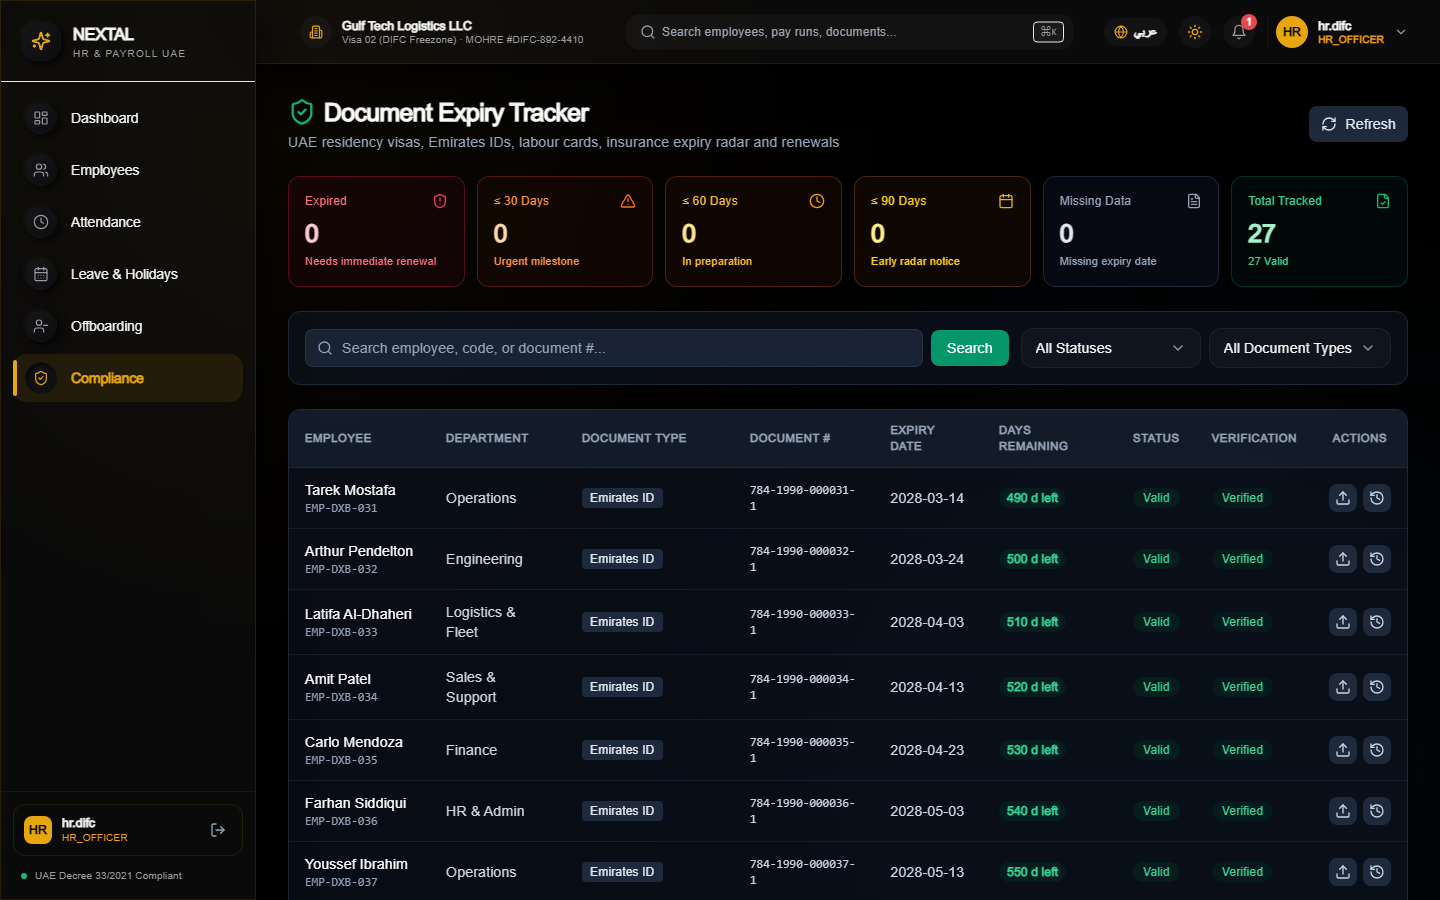 NEXTAL
HR & PAYROLL UAE
Dashboard
Employees
Attendance
Leave & Holidays
Offboarding
Compliance
HR
hr.difc
HR_OFFICER
UAE Decree 33/2021 Compliant
Gulf Tech Logistics LLC
Visa 02 (DIFC Freezone) · MOHRE #DIFC-892-4410
Search employees, pay runs, documents...
⌘K
عربي
1
HR
hr.difc
HR_OFFICER
Document Expiry Tracker
UAE residency visas, Emirates IDs, labour cards, insurance expiry radar and renewals
Refresh
Expired
0
Needs immediate renewal
≤ 30 Days
0
Urgent milestone
≤ 60 Days
0
In preparation
≤ 90 Days
0
Early radar notice
Missing Data
0
Missing expiry date
Total Tracked
27
27 Valid
Search employee, code, or document #...
Search
All Statuses
All Document Types
EMPLOYEE DEPARTMENT DOCUMENT TYPE DOCUMENT # EXPIRY DATE DAYS REMAINING STATUS VERIFICATION ACTIONS
Tarek Mostafa
EMP-DXB-031
Operations
Emirates ID
784-1990-000031-
1
2028-03-14
490 d left
Valid
Verified
Arthur Pendelton
EMP-DXB-032
Engineering
Emirates ID
784-1990-000032-
1
2028-03-24
500 d left
Valid
Verified
Latifa Al-Dhaheri
EMP-DXB-033
Logistics &
Fleet
Emirates ID
784-1990-000033-
1
2028-04-03
510 d left
Valid
Verified
Amit Patel
EMP-DXB-034
Sales &
Support
Emirates ID
784-1990-000034-
1
2028-04-13
520 d left
Valid
Verified
Carlo Mendoza
EMP-DXB-035
Finance
Emirates ID
784-1990-000035-
1
2028-04-23
530 d left
Valid
Verified
Farhan Siddiqui
EMP-DXB-036
HR & Admin
Emirates ID
784-1990-000036-
1
2028-05-03
540 d left
Valid
Verified
Youssef Ibrahim
EMP-DXB-037
Operations
Emirates ID
784-1990-000037-
1
2028-05-13
550 d left
Valid
Verified